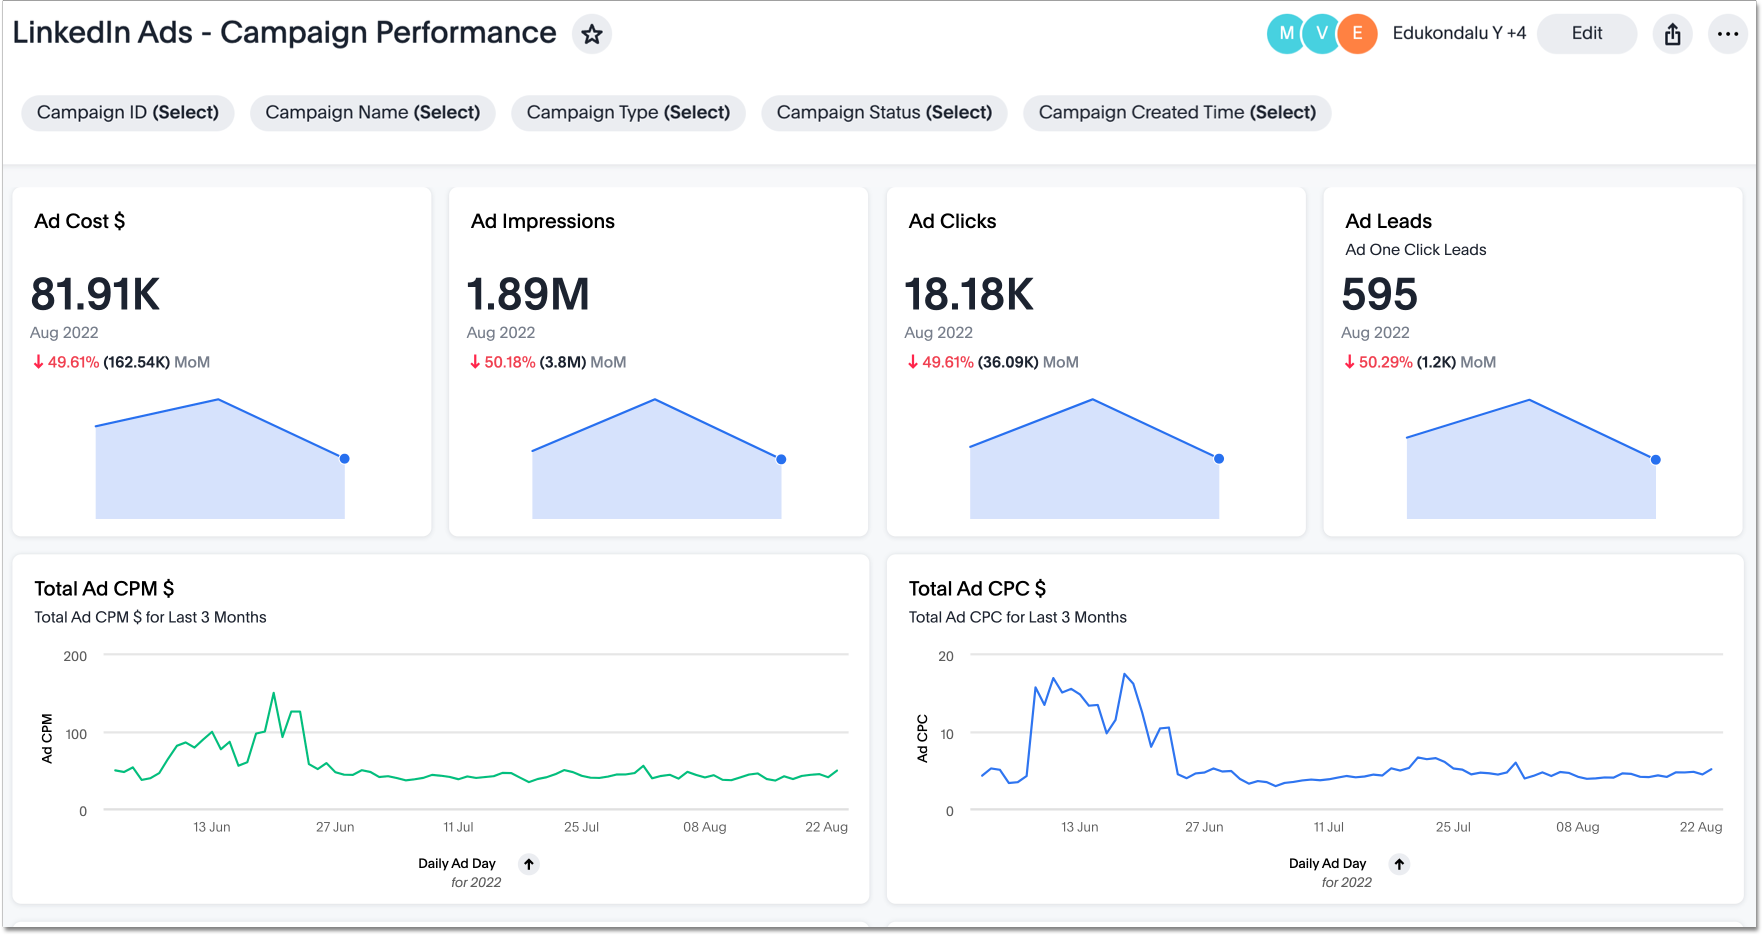 LinkedIn Ads - Campaign Performance
M V E Edukondalu Y +4 Edit
Campaign ID (Select) Campaign Name (Select) Campaign Type (Select) Campaign Status (Select) Campaign Created Time (Select)
Ad Cost $
81.91K
Aug 2022
49.61% (162.54K) MoM
Ad Impressions
1.89M
Aug 2022
50.18% (3.8M) MoM
Ad Clicks
18.18K
Aug 2022
49.61% (36.09K) MoM
Ad Leads
Ad One Click Leads
595
Aug 2022
50.29% (1.2K) MoM
Total Ad CPM $
Total Ad CPM $ for Last 3 Months
Ad CPM
200
100
0
13 Jun 27 Jun 11 Jul 25 Jul 08 Aug 22 Aug
Daily Ad Day
for 2022
Total Ad CPC $
Total Ad CPC for Last 3 Months
Ad CPC
20
10
0
13 Jun 27 Jun 11 Jul 25 Jul 08 Aug 22 Aug
Daily Ad Day
for 2022